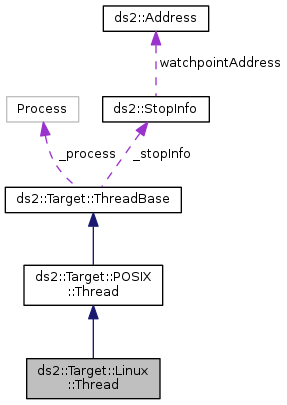 ds2::Address
watchpointAddress
Process
ds2::StopInfo
_process
_stopInfo
ds2::Target::ThreadBase
ds2::Target::POSIX
::Thread
ds2::Target::Linux
::Thread